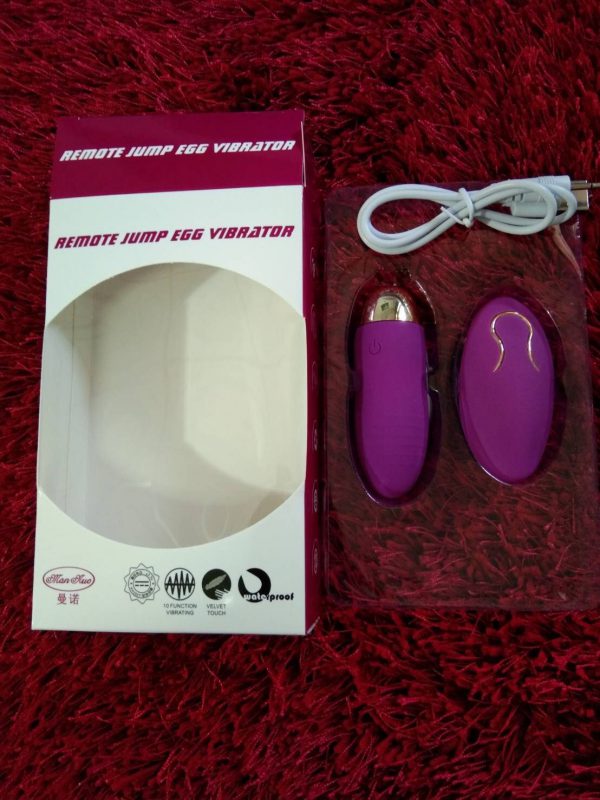 REMOTE JUMP EGG VIBRATOR
REMOTE JUMP EGG VIBRATOR
Man Nuo
曼诺
10 FUNCTION
VIBRATING
VELVET
TOUCH
waterproof